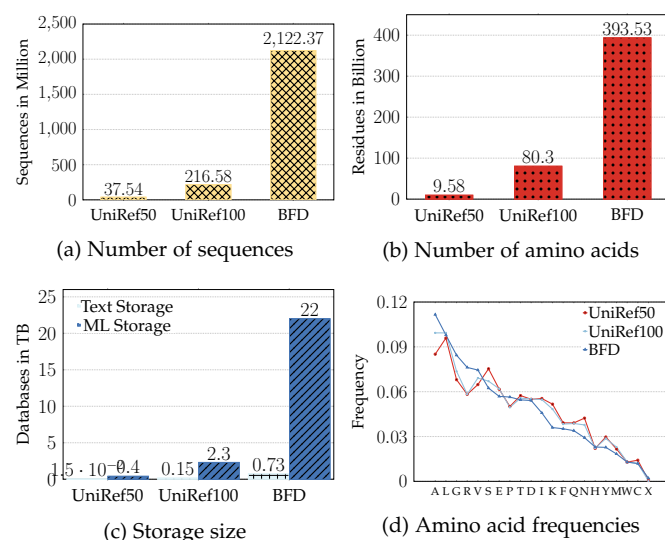 2,500
2,000
1,500
1,000
500
0
Sequences in Million
37.54
216.58
2,122.37
UniRef50 UniRef100 BFD
(a) Number of sequences
400
300
200
100
0
Residues in Billion
9.58
80.3
393.53
UniRef50 UniRef100 BFD
(b) Number of amino acids
25
20
15
10
5
0
Databases in TB
Text Storage
ML Storage
0.4
0.15
2.3
0.73
22
UniRef50 UniRef100 BFD
(c) Storage size
0.12
0.09
0.06
0.03
0
Frequency
UniRef50
UniRef100
BFD
A L G R V S E P T D I K F Q N H Y M W C X
(d) Amino acid frequencies